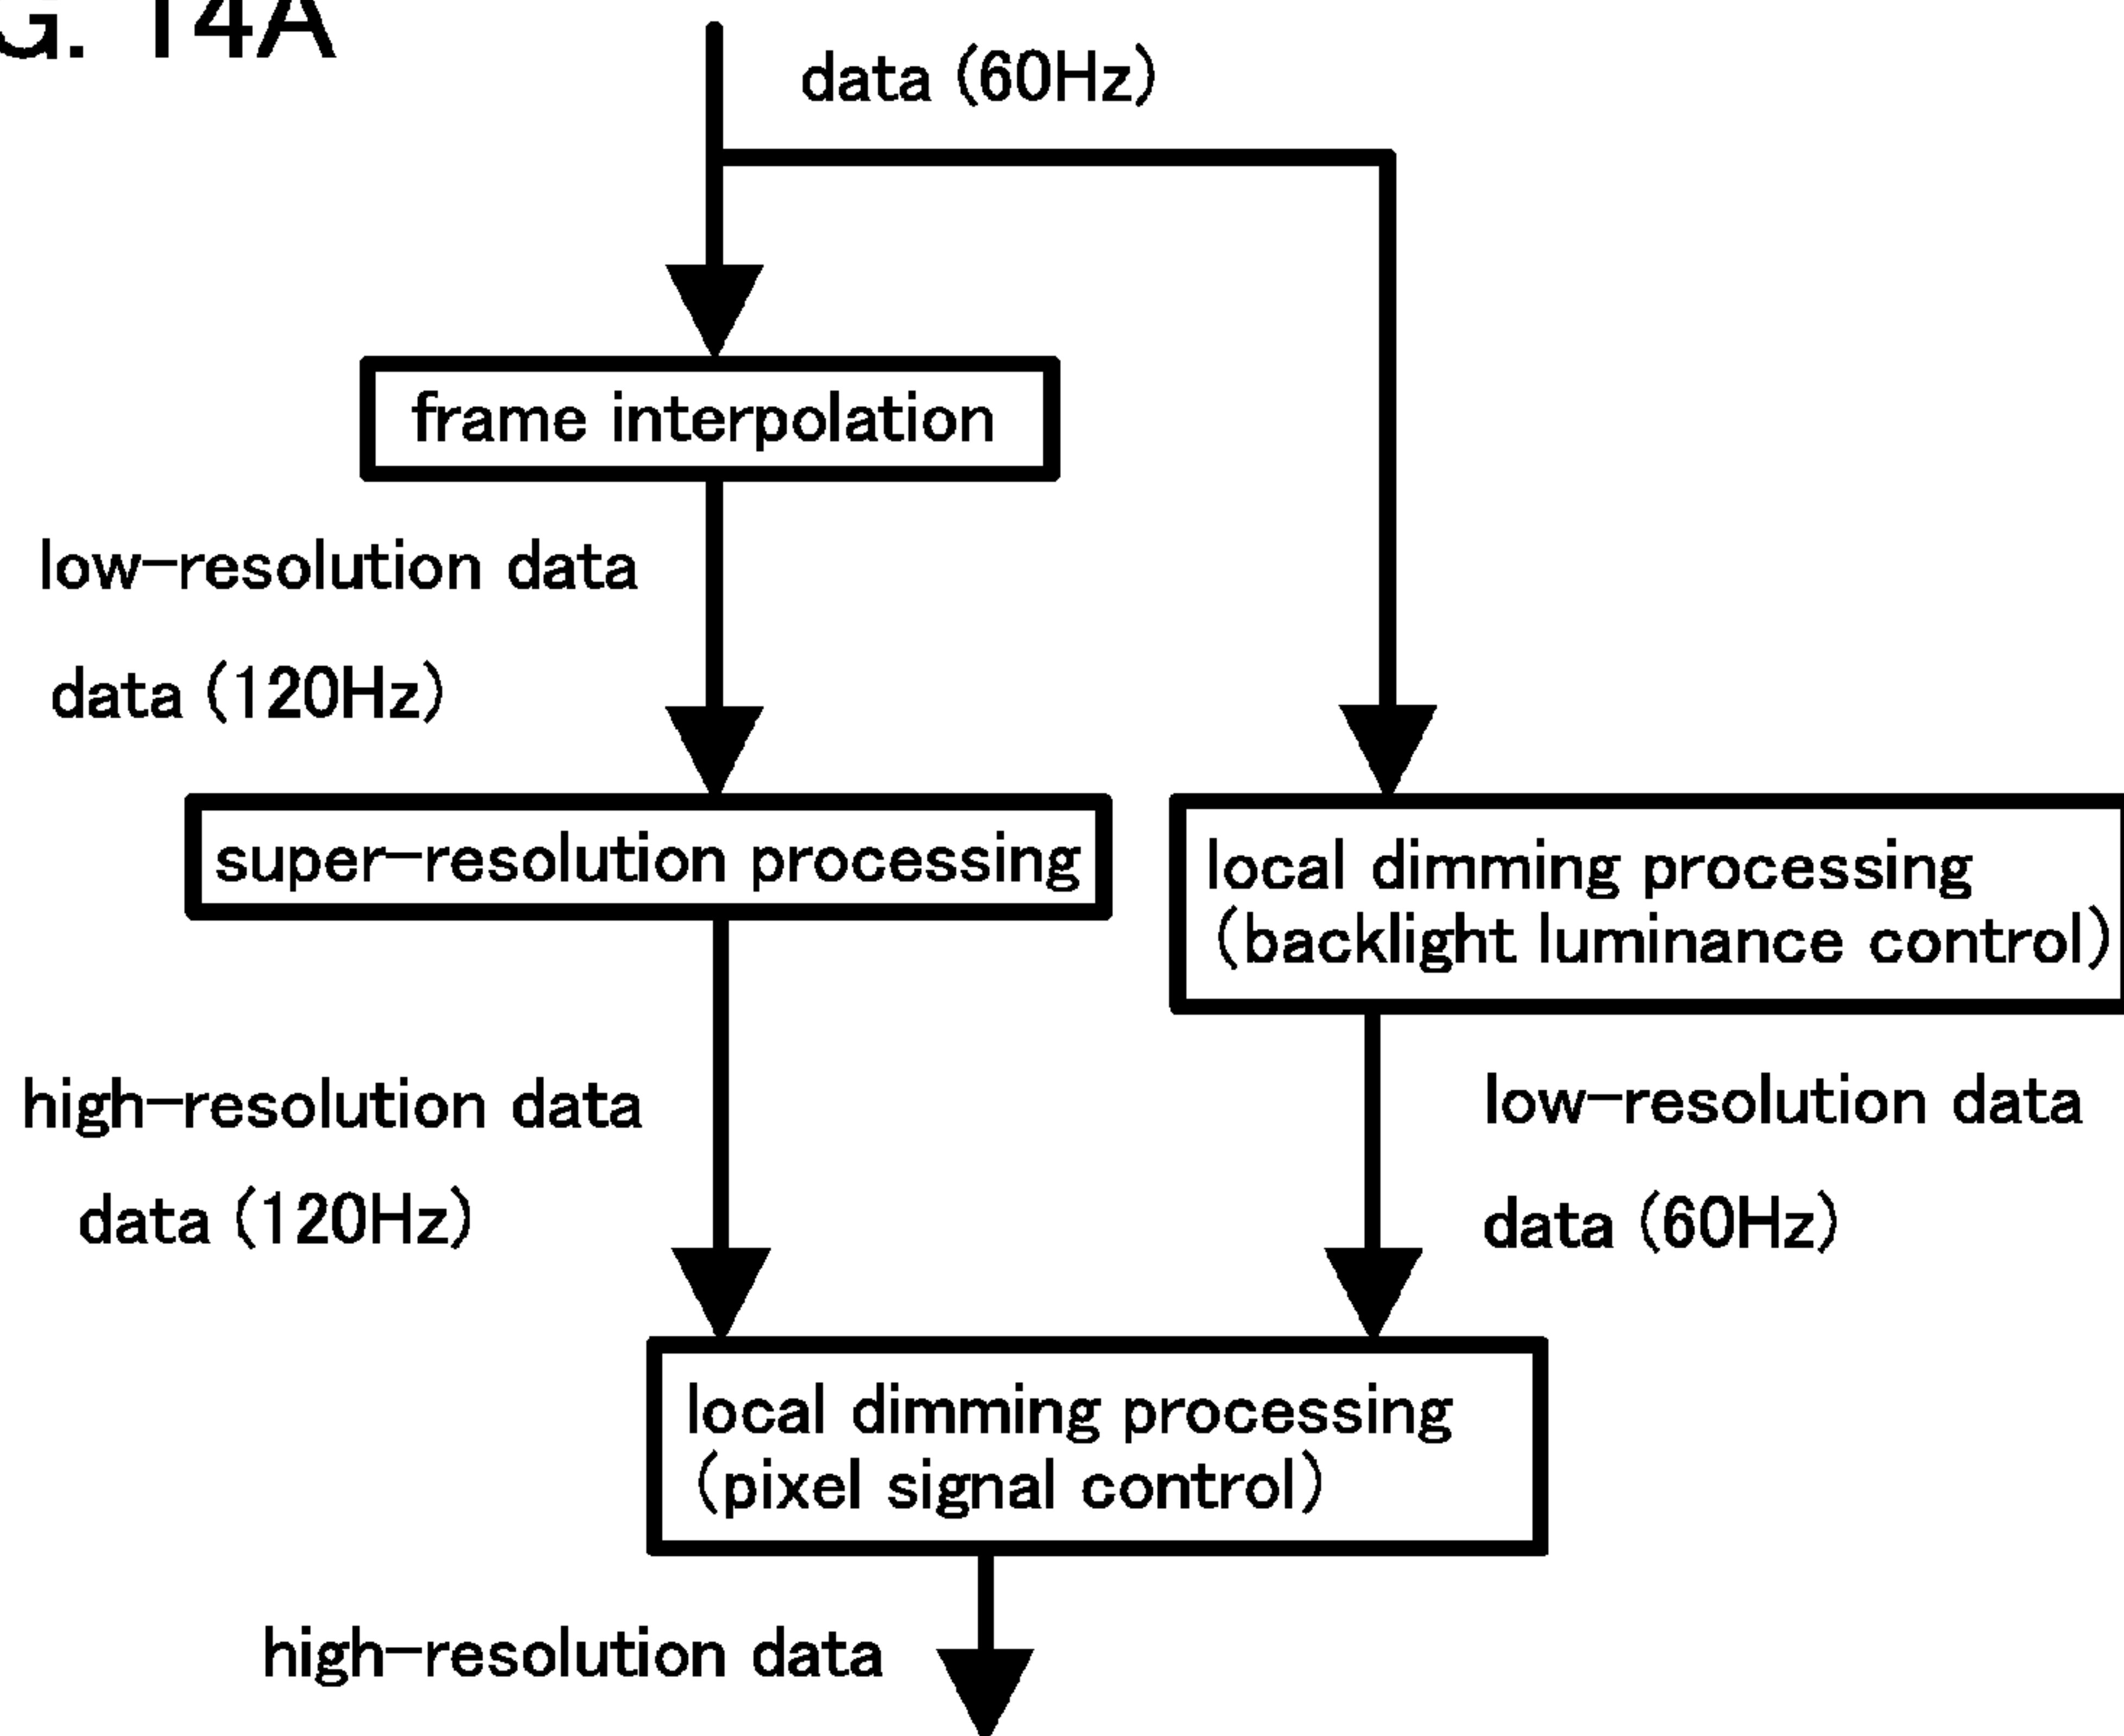 G. 14A
data (60Hz)
frame interpolation
low-resolution data
data (120Hz)
super-resolution processing
local dimming processing
(backlight luminance control)
high-resolution data
low-resolution data
data (120Hz)
data (60Hz)
local dimming processing
(pixel signal control)
high-resolution data